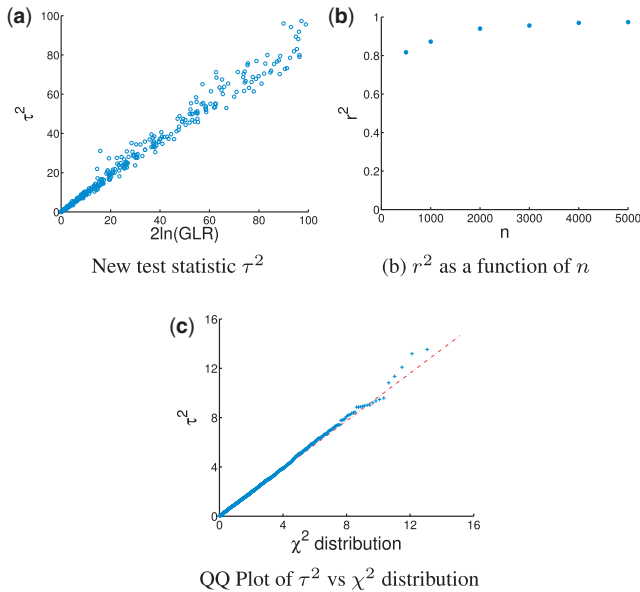 (a)
100
80
60
40
20
0
τ²
0 20 40 60 80 100
2ln(GLR)
New test statistic τ²
(b)
1
0.8
0.6
0.4
0.2
0
r²
1000 2000 3000 4000 5000
n
(b) r² as a function of n
(c)
16
12
8
4
0
τ²
0 4 8 12 16
χ² distribution
QQ Plot of τ² vs χ² distribution